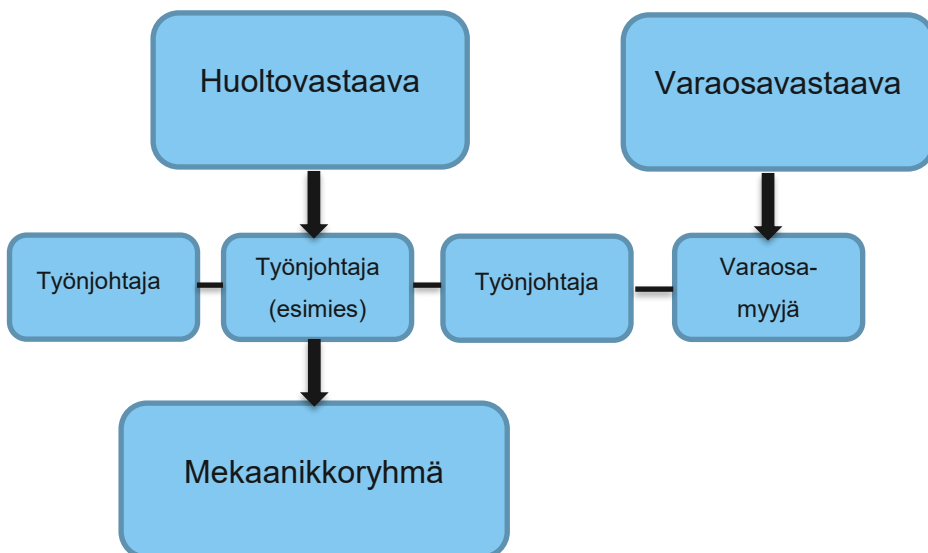 Huoltovastaava
Varaosavastaava
Työnjohtaja
Työnjohtaja
(esimies)
Työnjohtaja
Varaosa-
myyjä
Mekaanikkoryhmä